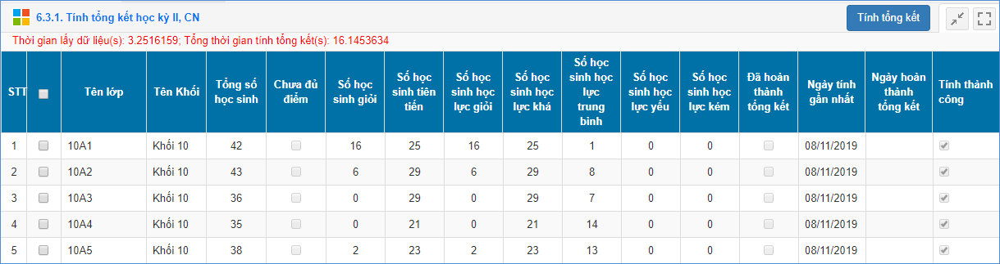 6.3.1. Tính tổng kết học kỳ II, CN
Tính tổng kết
Thời gian lấy dữ liệu(s): 3.2516159; Tổng thời gian tính tổng kết(s): 16.1453634
STT Tên lớp Tên Khối Tổng số học sinh Chưa đủ điểm Số học sinh giỏi Số học sinh tiên tiến Số học sinh học lực giỏi Số học sinh học lực khá Số học sinh học lực trung bình Số học sinh học lực yếu Số học sinh học lực kém Đã hoàn thành tổng kết Ngày tính gần nhất Ngày hoàn thành tổng kết Tính thành công
1 10A1 Khối 10 42 16 25 16 25 1 0 0 08/11/2019
2 10A2 Khối 10 43 6 29 6 29 8 0 0 08/11/2019
3 10A3 Khối 10 36 0 29 0 29 7 0 0 08/11/2019
4 10A4 Khối 10 35 0 21 0 21 14 0 0 08/11/2019
5 10A5 Khối 10 38 2 23 2 23 13 0 0 08/11/2019